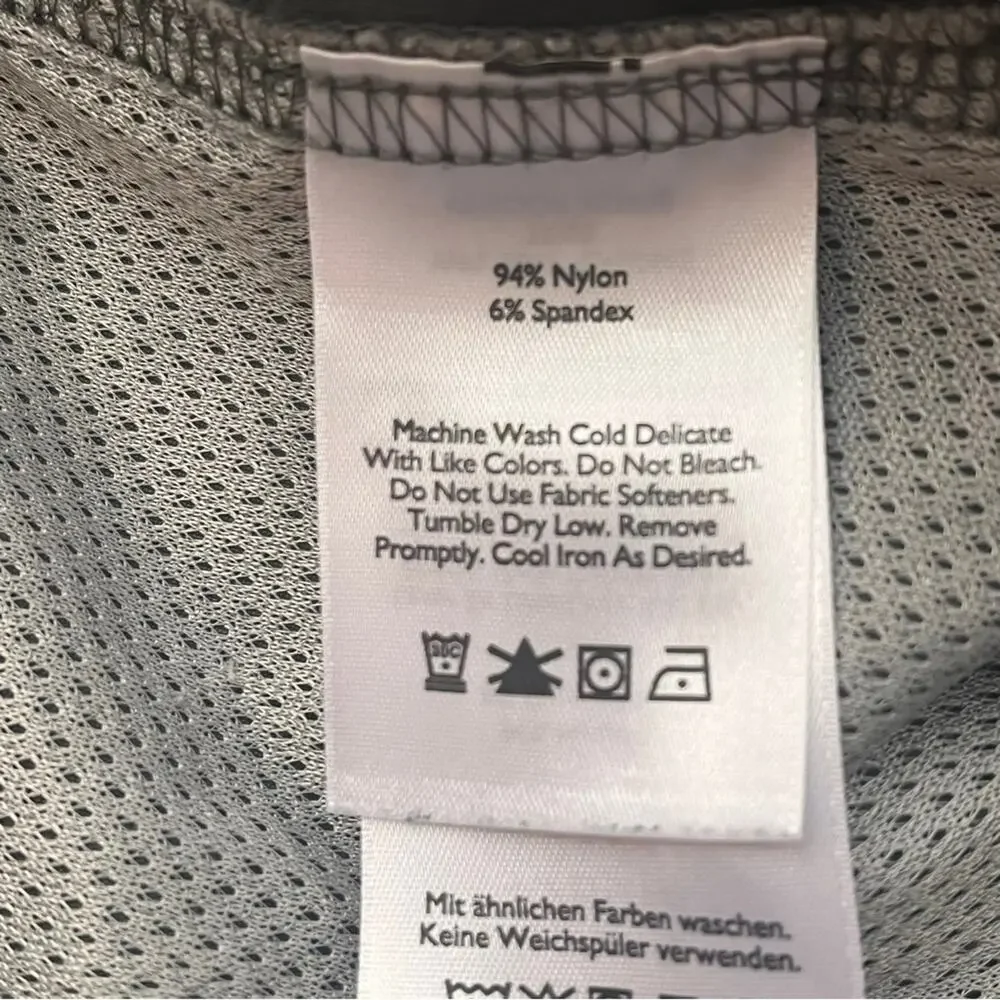 94% Nylon
6% Spandex
Machine Wash Cold Delicate
With Like Colors. Do Not Bleach.
Do Not Use Fabric Softeners.
Tumble Dry Low. Remove
Promptly. Cool Iron As Desired.
30C
Mit ähnlichen Farben waschen.
Keine Weichspüler verwenden.